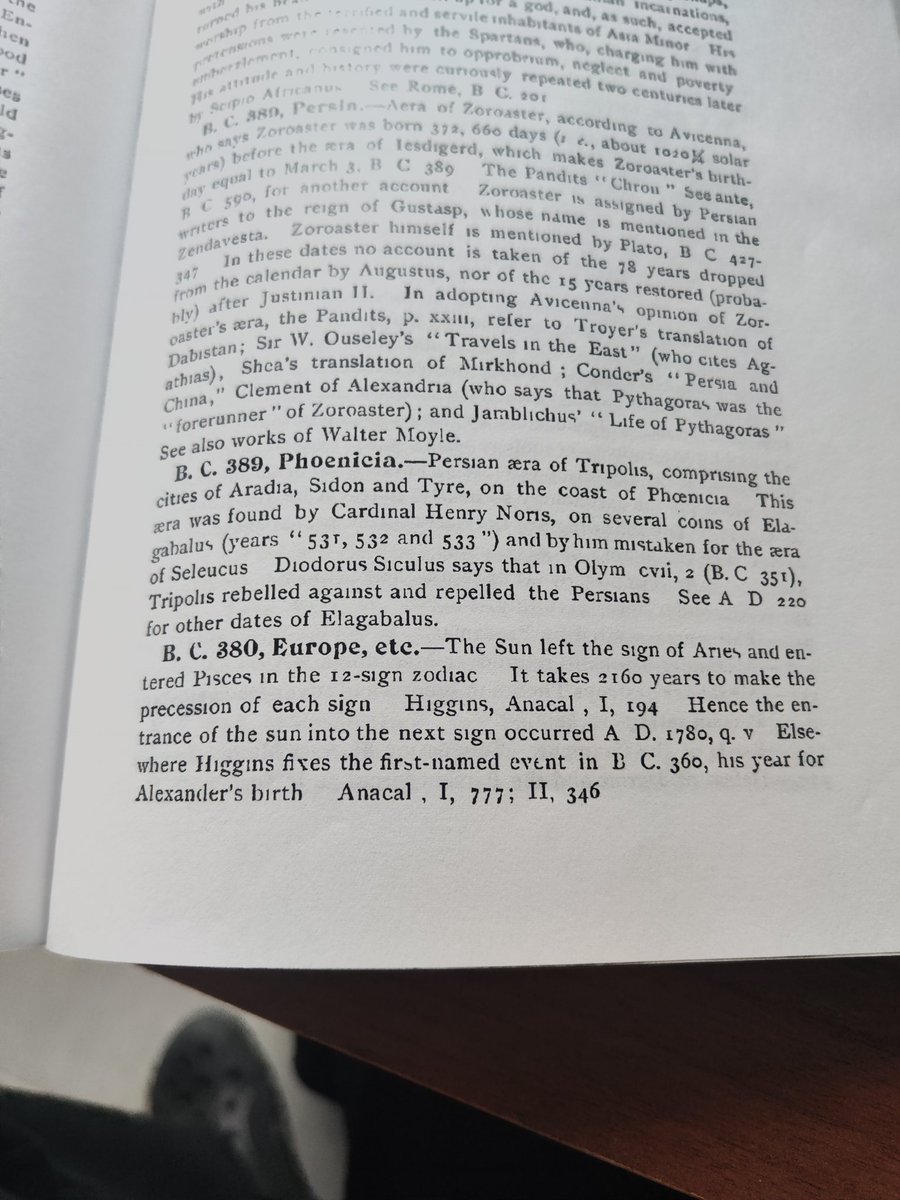 the
En-
hen
ood
r "
es
ld
g-
s
e
f
incarnations,
for a god, and, as such, accepted
worship from the terrified and servile inhabitants of Asia Minor His
pretensions were resented by the Spartans, who, charging him with
embezzlement, consigned him to opprobrium, neglect and poverty
His attitude and history were curiously repeated two centuries later
by Scipio Africanus See Rome, B C. 201
B. C. 389, Persia.—Aera of Zoroaster, according to Avicenna,
who says Zoroaster was born 372, 660 days (i e., about 1020¼ solar
years) before the æra of Iesdigerd, which makes Zoroaster's birth-
day equal to March 3, B C 389 The Pandits "Chron" See ante,
B C 590, for another account Zoroaster is assigned by Persian
writers to the reign of Gustasp, whose name is mentioned in the
Zendavesta. Zoroaster himself is mentioned by Plato, B C 427-
347 In these dates no account is taken of the 78 years dropped
from the calendar by Augustus, nor of the 15 years restored (proba-
bly) after Justinian II. In adopting Avicenna's opinion of Zor-
oaster's æra, the Pandits, p. xxiii, refer to Troyer's translation of
Dabistan; Sir W. Ouseley's "Travels in the East" (who cites Ag-
athias), Shea's translation of Mirkhond; Conder's "Persia and
China," Clement of Alexandria (who says that Pythagoras was the
"forerunner" of Zoroaster); and Jamblichus' "Life of Pythagoras"
See also works of Walter Moyle.
B. C. 389, Phoenicia.—Persian æra of Tripolis, comprising the
cities of Aradia, Sidon and Tyre, on the coast of Phœnicia This
æra was found by Cardinal Henry Noris, on several coins of Ela-
gabalus (years "531, 532 and 533") and by him mistaken for the æra
of Seleucus Diodorus Siculus says that in Olym cvii, 2 (B. C 351),
Tripolis rebelled against and repelled the Persians See A D 220
for other dates of Elagabalus.
B. C. 380, Europe, etc.—The Sun left the sign of Aries and en-
tered Pisces in the 12-sign zodiac It takes 2160 years to make the
precession of each sign Higgins, Anacal, I, 194 Hence the en-
trance of the sun into the next sign occurred A D. 1780, q. v Else-
where Higgins fixes the first-named event in B C. 360, his year for
Alexander's birth Anacal, I, 777; II, 346